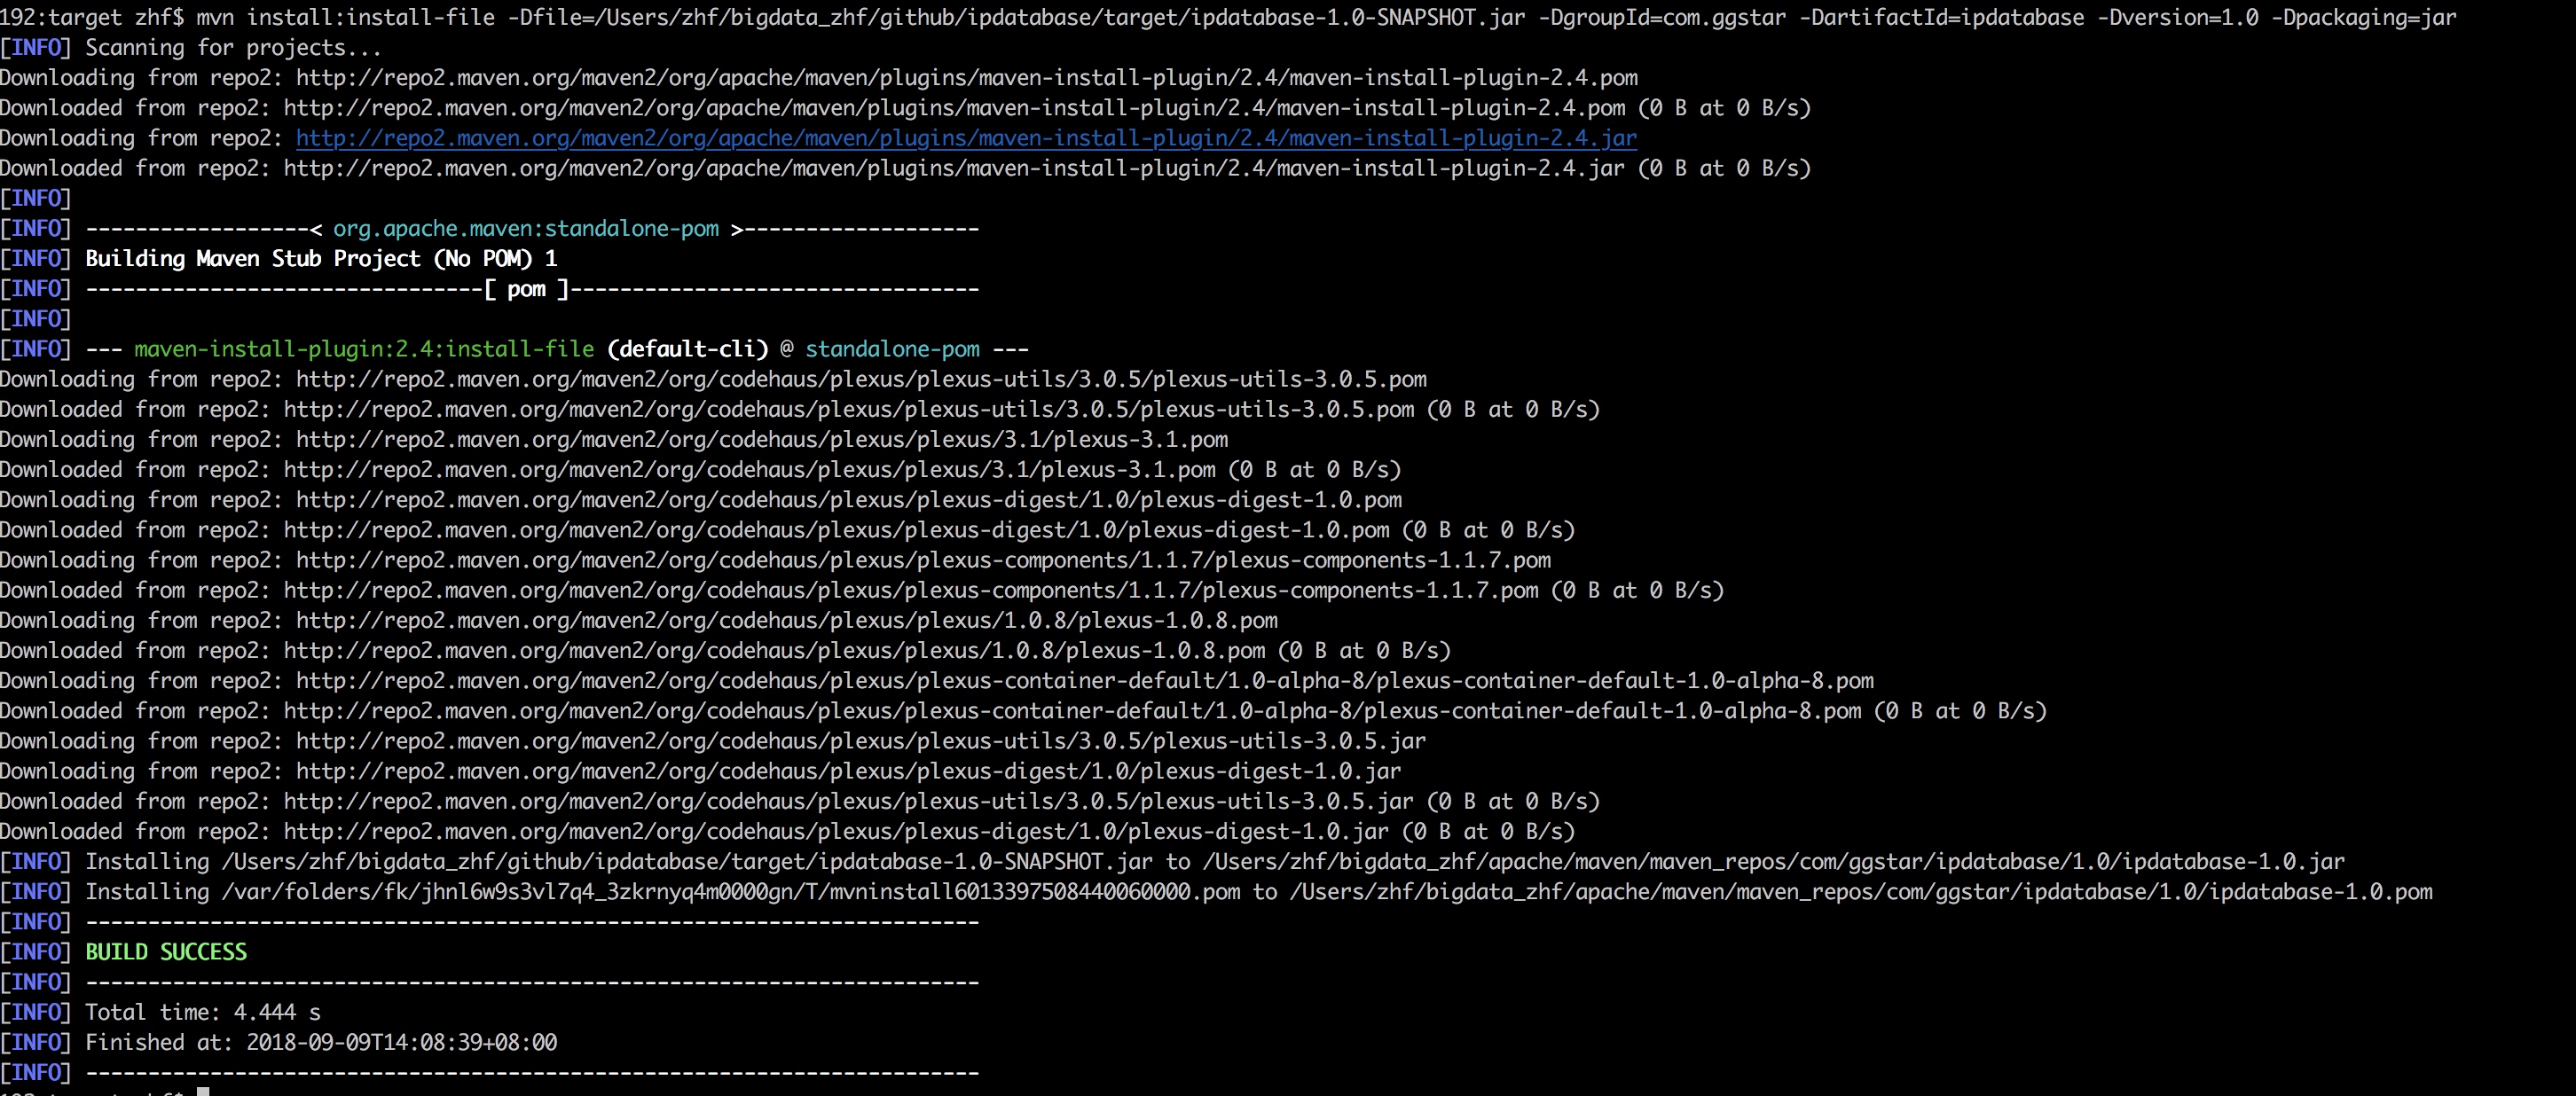 192:target zhf$ mvn install:install-file -Dfile=/Users/zhf/bigdata_zhf/github/ipdatabase/target/ipdatabase-1.0-SNAPSHOT.jar -DgroupId=com.ggstar -DartifactId=ipdatabase -Dversion=1.0 -Dpackaging=jar
[INFO] Scanning for projects...
Downloading from repo2: http://repo2.maven.org/maven2/org/apache/maven/plugins/maven-install-plugin/2.4/maven-install-plugin-2.4.pom
Downloaded from repo2: http://repo2.maven.org/maven2/org/apache/maven/plugins/maven-install-plugin/2.4/maven-install-plugin-2.4.pom (0 B at 0 B/s)
Downloading from repo2: http://repo2.maven.org/maven2/org/apache/maven/plugins/maven-install-plugin/2.4/maven-install-plugin-2.4.jar
Downloaded from repo2: http://repo2.maven.org/maven2/org/apache/maven/plugins/maven-install-plugin/2.4/maven-install-plugin-2.4.jar (0 B at 0 B/s)
[INFO]
[INFO] ------------------< org.apache.maven:standalone-pom >-------------------
[INFO] Building Maven Stub Project (No POM) 1
[INFO] --------------------------------[ pom ]---------------------------------
[INFO]
[INFO] --- maven-install-plugin:2.4:install-file (default-cli) @ standalone-pom ---
Downloading from repo2: http://repo2.maven.org/maven2/org/codehaus/plexus/plexus-utils/3.0.5/plexus-utils-3.0.5.pom
Downloaded from repo2: http://repo2.maven.org/maven2/org/codehaus/plexus/plexus-utils/3.0.5/plexus-utils-3.0.5.pom (0 B at 0 B/s)
Downloading from repo2: http://repo2.maven.org/maven2/org/codehaus/plexus/plexus/3.1/plexus-3.1.pom
Downloaded from repo2: http://repo2.maven.org/maven2/org/codehaus/plexus/plexus/3.1/plexus-3.1.pom (0 B at 0 B/s)
Downloading from repo2: http://repo2.maven.org/maven2/org/codehaus/plexus/plexus-digest/1.0/plexus-digest-1.0.pom
Downloaded from repo2: http://repo2.maven.org/maven2/org/codehaus/plexus/plexus-digest/1.0/plexus-digest-1.0.pom (0 B at 0 B/s)
Downloading from repo2: http://repo2.maven.org/maven2/org/codehaus/plexus/plexus-components/1.1.7/plexus-components-1.1.7.pom
Downloaded from repo2: http://repo2.maven.org/maven2/org/codehaus/plexus/plexus-components/1.1.7/plexus-components-1.1.7.pom (0 B at 0 B/s)
Downloading from repo2: http://repo2.maven.org/maven2/org/codehaus/plexus/plexus/1.0.8/plexus-1.0.8.pom
Downloaded from repo2: http://repo2.maven.org/maven2/org/codehaus/plexus/plexus/1.0.8/plexus-1.0.8.pom (0 B at 0 B/s)
Downloading from repo2: http://repo2.maven.org/maven2/org/codehaus/plexus/plexus-container-default/1.0-alpha-8/plexus-container-default-1.0-alpha-8.pom
Downloaded from repo2: http://repo2.maven.org/maven2/org/codehaus/plexus/plexus-container-default/1.0-alpha-8/plexus-container-default-1.0-alpha-8.pom (0 B at 0 B/s)
Downloading from repo2: http://repo2.maven.org/maven2/org/codehaus/plexus/plexus-utils/3.0.5/plexus-utils-3.0.5.jar
Downloading from repo2: http://repo2.maven.org/maven2/org/codehaus/plexus/plexus-digest/1.0/plexus-digest-1.0.jar
Downloaded from repo2: http://repo2.maven.org/maven2/org/codehaus/plexus/plexus-utils/3.0.5/plexus-utils-3.0.5.jar (0 B at 0 B/s)
Downloaded from repo2: http://repo2.maven.org/maven2/org/codehaus/plexus/plexus-digest/1.0/plexus-digest-1.0.jar (0 B at 0 B/s)
[INFO] Installing /Users/zhf/bigdata_zhf/github/ipdatabase/target/ipdatabase-1.0-SNAPSHOT.jar to /Users/zhf/bigdata_zhf/apache/maven/maven_repos/com/ggstar/ipdatabase/1.0/ipdatabase-1.0.jar
[INFO] Installing /var/folders/fk/jhnl6w9s3vl7q4_3zkrnyq4m0000gn/T/mvninstall6013397508440060000.pom to /Users/zhf/bigdata_zhf/apache/maven/maven_repos/com/ggstar/ipdatabase/1.0/ipdatabase-1.0.pom
[INFO] ------------------------------------------------------------------------
[INFO] BUILD SUCCESS
[INFO] ------------------------------------------------------------------------
[INFO] Total time: 4.444 s
[INFO] Finished at: 2018-09-09T14:08:39+08:00
[INFO] ------------------------------------------------------------------------